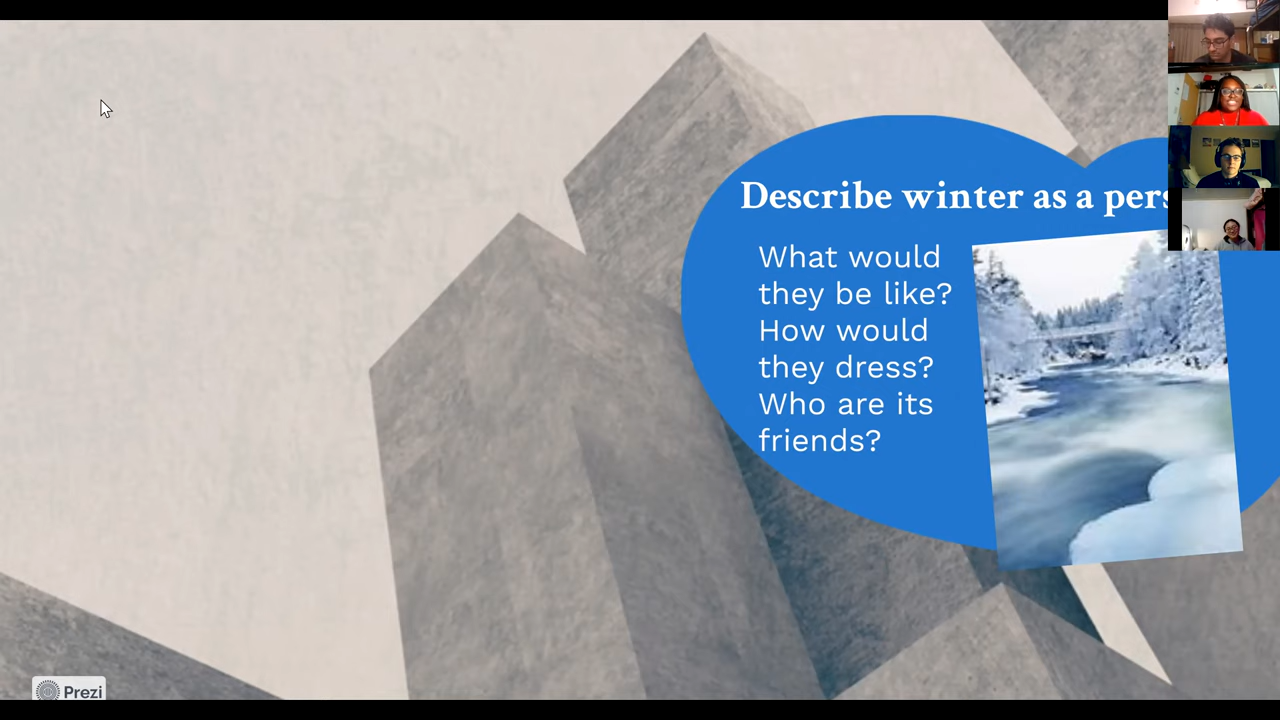 Describe winter as a pers
What would
they be like?
How would
they dress?
Who are its
friends?
Prezi